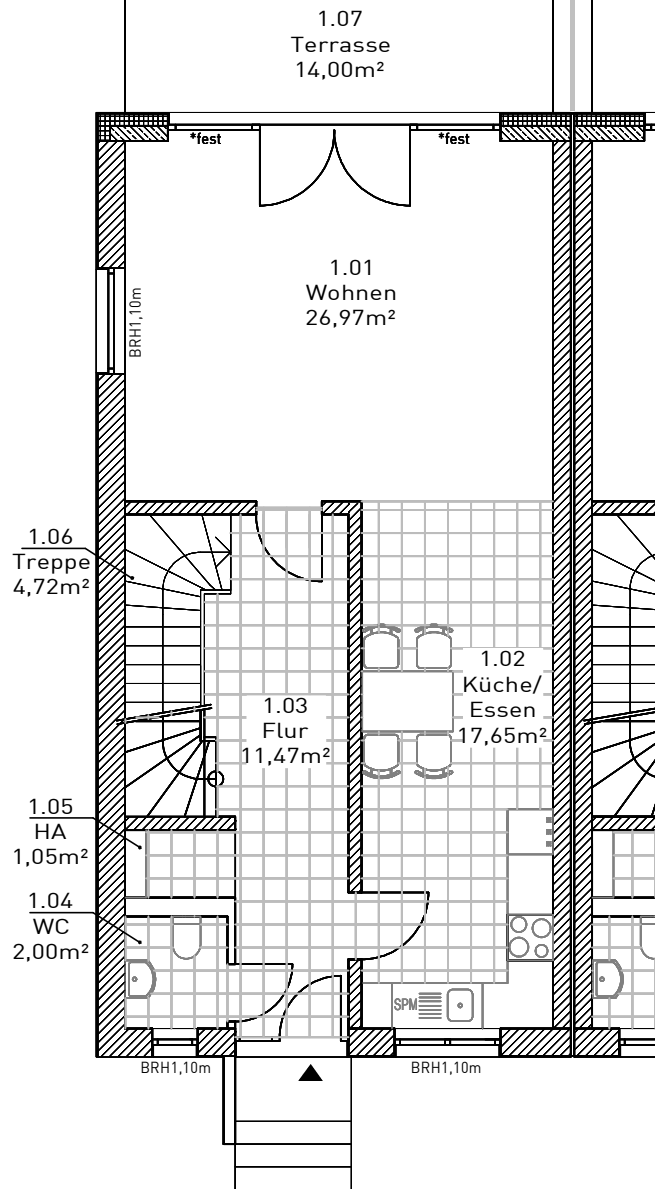 1.07
Terrasse
14,00m²
*fest
*fest
1.01
Wohnen
26,97m²
BRH1,10m
1.06
Treppe
4,72m²
1.02
Küche/
Essen
17,65m²
1.03
Flur
11,47m²
1.05
HA
1,05m²
1.04
WC
2,00m²
SPM
BRH1,10m
BRH1,10m